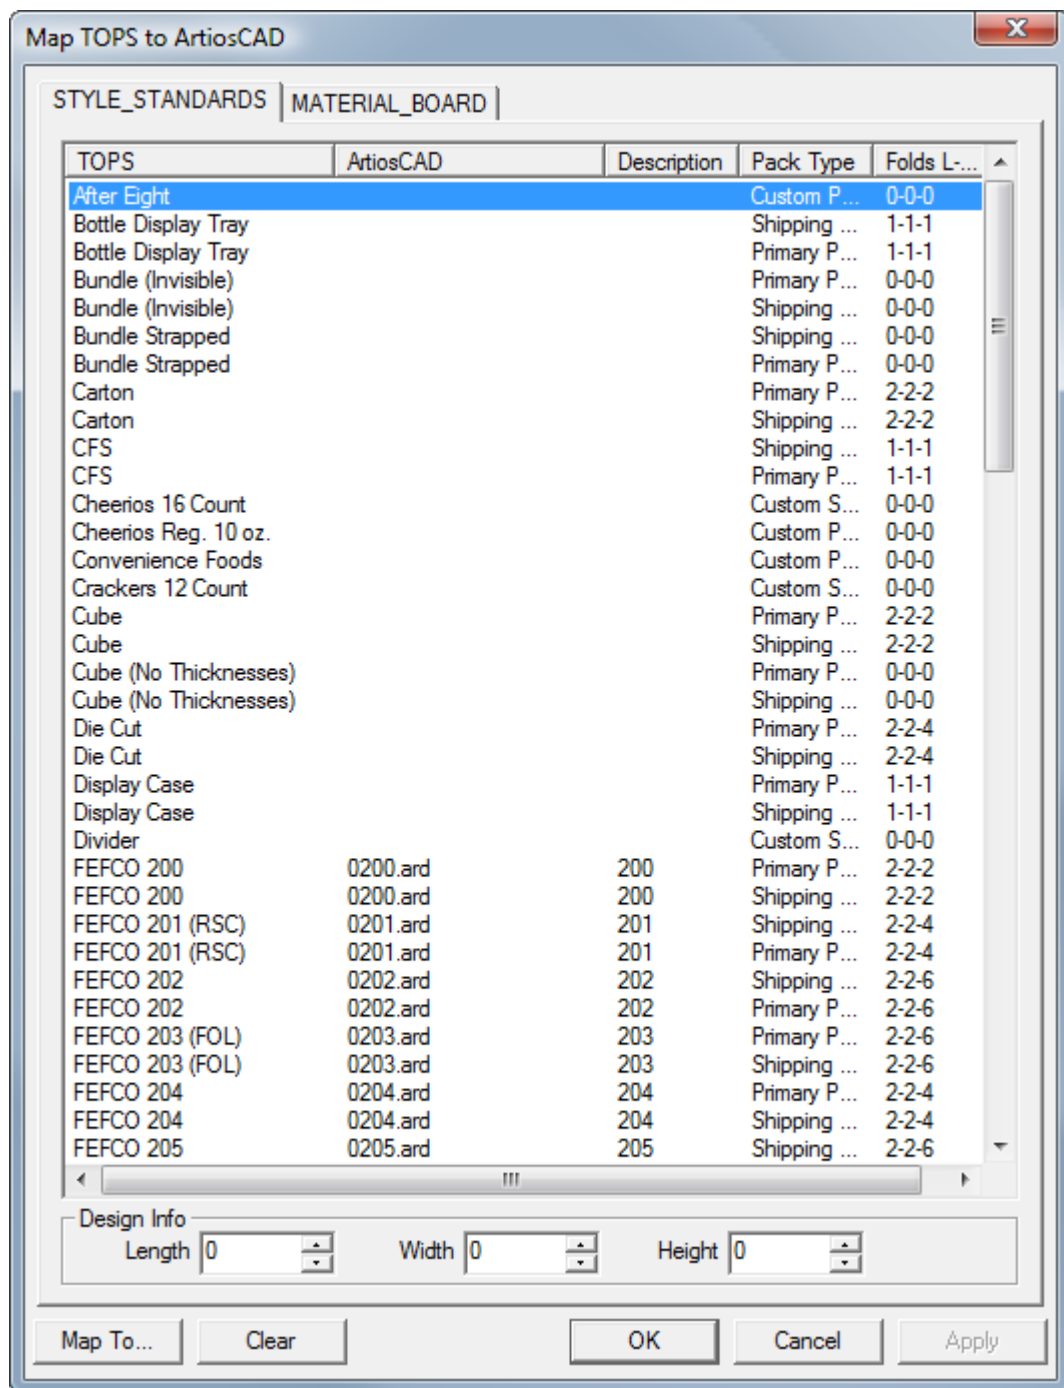 Map TOPS to ArtiosCAD
STYLE_STANDARDS MATERIAL_BOARD
TOPS ArtiosCAD Description Pack Type Folds L-...
After Eight Custom P... 0-0-0
Bottle Display Tray Shipping ... 1-1-1
Bottle Display Tray Primary P... 1-1-1
Bundle (Invisible) Primary P... 0-0-0
Bundle (Invisible) Shipping ... 0-0-0
Bundle Strapped Shipping ... 0-0-0
Bundle Strapped Primary P... 0-0-0
Carton Primary P... 2-2-2
Carton Shipping ... 2-2-2
CFS Shipping ... 1-1-1
CFS Primary P... 1-1-1
Cheerios 16 Count Custom S... 0-0-0
Cheerios Reg. 10 oz. Custom P... 0-0-0
Convenience Foods Custom P... 0-0-0
Crackers 12 Count Custom S... 0-0-0
Cube Primary P... 2-2-2
Cube Shipping ... 2-2-2
Cube (No Thicknesses) Primary P... 0-0-0
Cube (No Thicknesses) Shipping ... 0-0-0
Die Cut Primary P... 2-2-4
Die Cut Shipping ... 2-2-4
Display Case Primary P... 1-1-1
Display Case Shipping ... 1-1-1
Divider Custom S... 0-0-0
FEFCO 200 0200.ard 200 Primary P... 2-2-2
FEFCO 200 0200.ard 200 Shipping ... 2-2-2
FEFCO 201 (RSC) 0201.ard 201 Shipping ... 2-2-4
FEFCO 201 (RSC) 0201.ard 201 Primary P... 2-2-4
FEFCO 202 0202.ard 202 Shipping ... 2-2-6
FEFCO 202 0202.ard 202 Primary P... 2-2-6
FEFCO 203 (FOL) 0203.ard 203 Primary P... 2-2-6
FEFCO 203 (FOL) 0203.ard 203 Shipping ... 2-2-6
FEFCO 204 0204.ard 204 Primary P... 2-2-4
FEFCO 204 0204.ard 204 Shipping ... 2-2-4
FEFCO 205 0205.ard 205 Shipping ... 2-2-6
Design Info
Length 0 Width 0 Height 0
Map To... Clear OK Cancel Apply